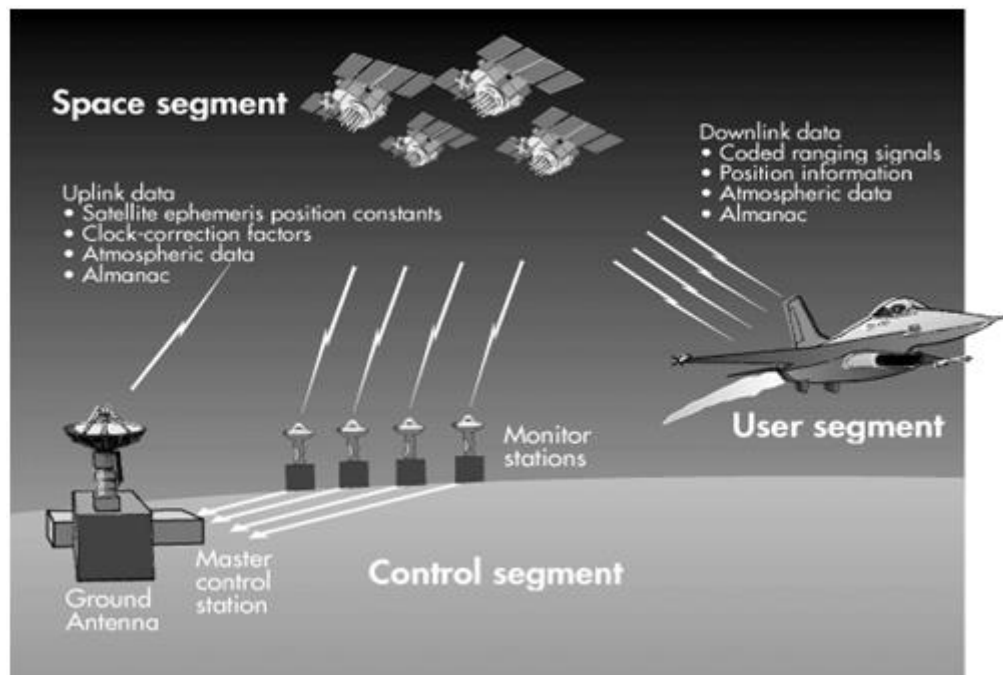 Space segment
Uplink data
• Satellite ephemeris position constants
• Clock-correction factors
• Atmospheric data
• Almanac
Downlink data
• Coded ranging signals
• Position information
• Atmospheric data
• Almanac
User segment
Monitor
stations
Master
control
station
Control segment
Ground
Antenna